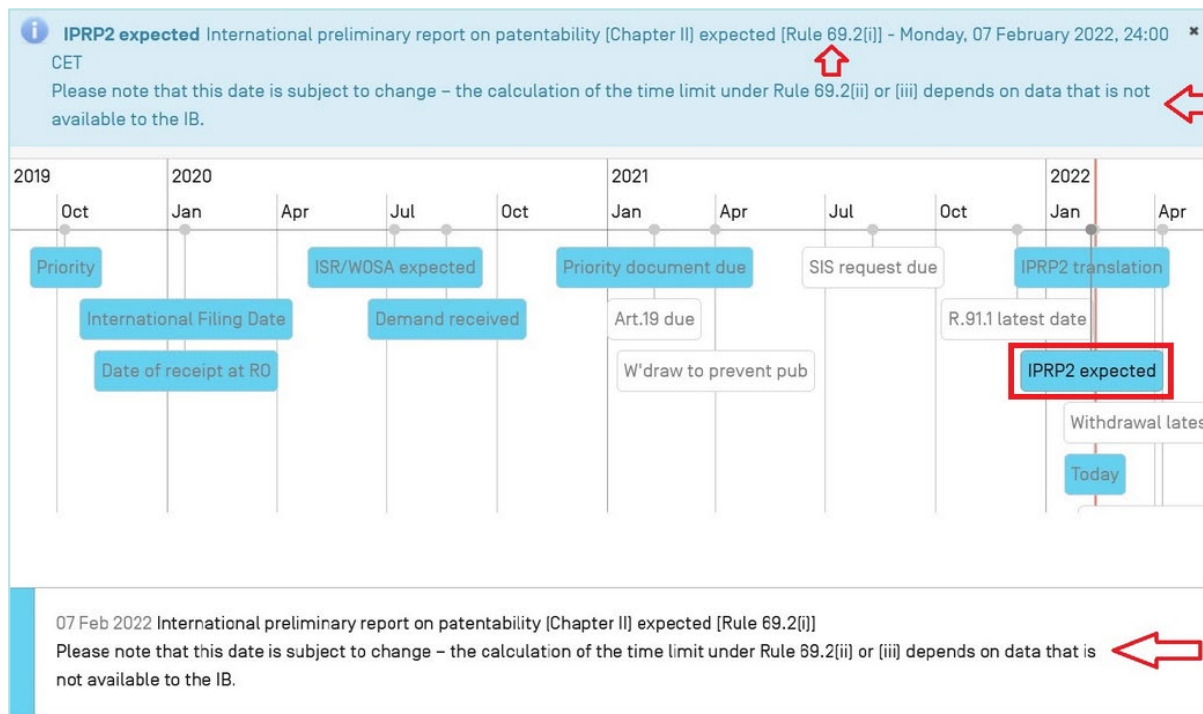 IPRP2 expected International preliminary report on patentability (Chapter II) expected [Rule 69.2(i)] - Monday, 07 February 2022, 24:00
CET
Please note that this date is subject to change – the calculation of the time limit under Rule 69.2(ii) or (iii) depends on data that is not
available to the IB.
2019 2020 2021 2022
Oct Jan Apr Jul Oct Jan Apr Jul Oct Jan Apr
Priority ISR/WOSA expected Priority document due SIS request due IPRP2 translation
International Filing Date Demand received Art.19 due R.91.1 latest date
Date of receipt at RO W'draw to prevent pub IPRP2 expected
Withdrawal lates
Today
07 Feb 2022 International preliminary report on patentability (Chapter II) expected [Rule 69.2(i)]
Please note that this date is subject to change – the calculation of the time limit under Rule 69.2(ii) or (iii) depends on data that is
not available to the IB.